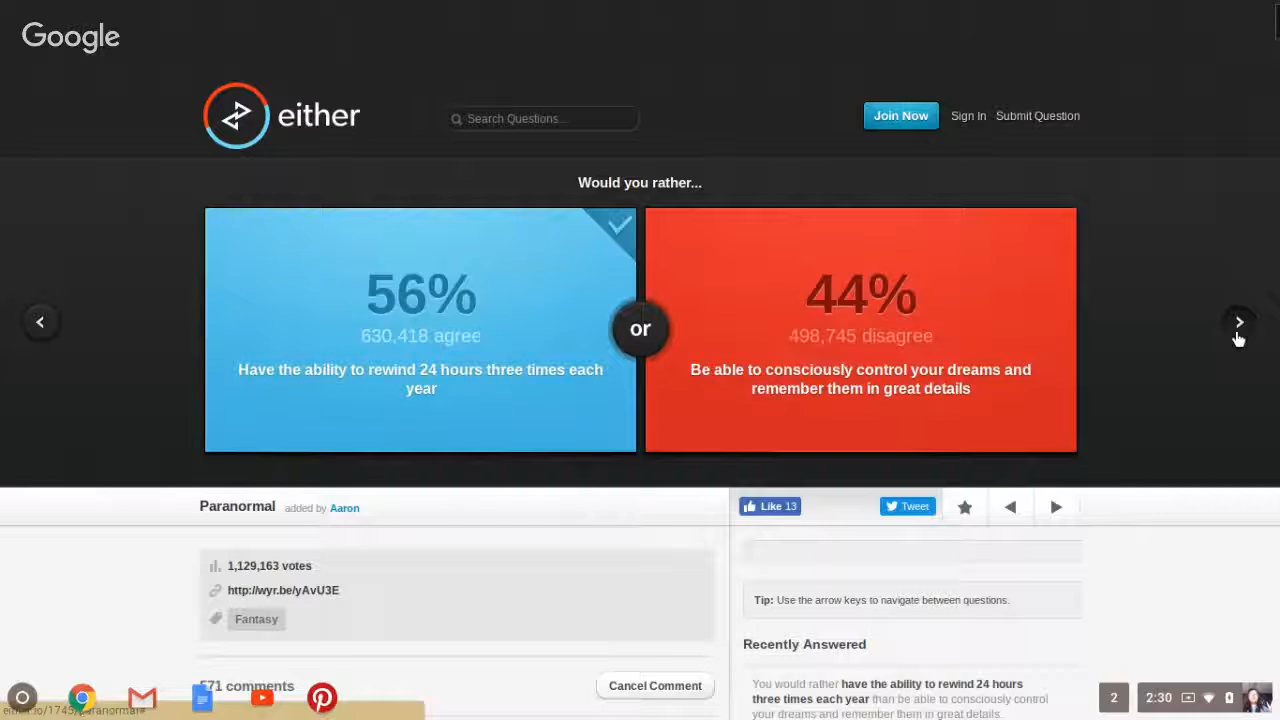 Google
either
Search Questions...
Join Now Sign In Submit Question
Would you rather...
56%
630,418 agree
Have the ability to rewind 24 hours three times each
year
or
44%
498,745 disagree
Be able to consciously control your dreams and
remember them in great details
Paranormal added by Aaron
Like 13
Tweet
1,129,163 votes
http://wyr.be/yAvU3E
Fantasy
Tip: Use the arrow keys to navigate between questions.
Recently Answered
You would rather have the ability to rewind 24 hours
three times each year than be able to consciously control
your dreams and remember them in great details.
571 comments
Cancel Comment
2
2:30